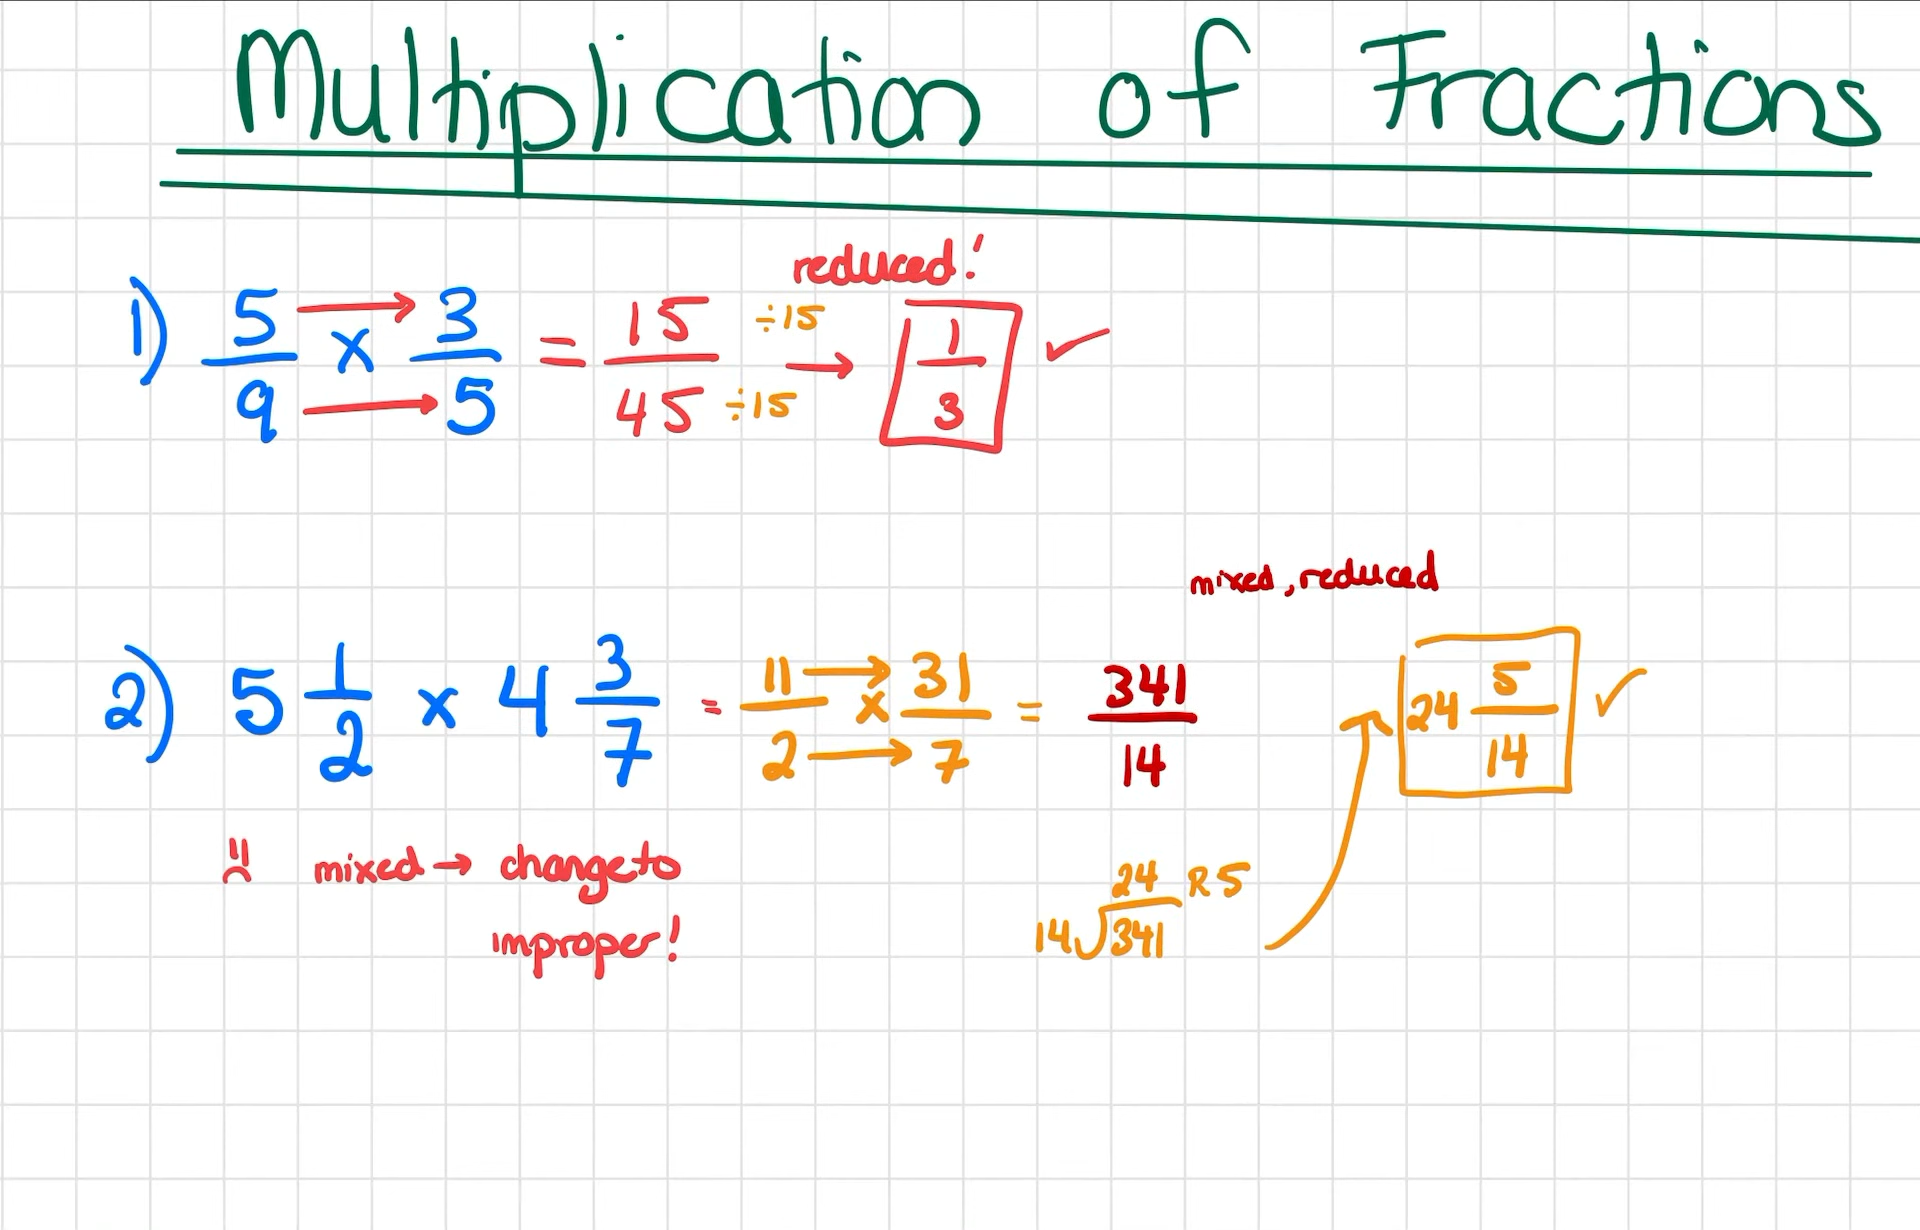 Multiplication of Fractions
reduced!
1) 5/9 x 3/5 = 15/45 ÷15 ÷15 → 1/3 ✓
mixed, reduced
2) 5 1/2 x 4 3/7 = 11/2 x 31/7 = 341/14 24 5/14 ✓
mixed → change to
improper!
24 R5
14√341